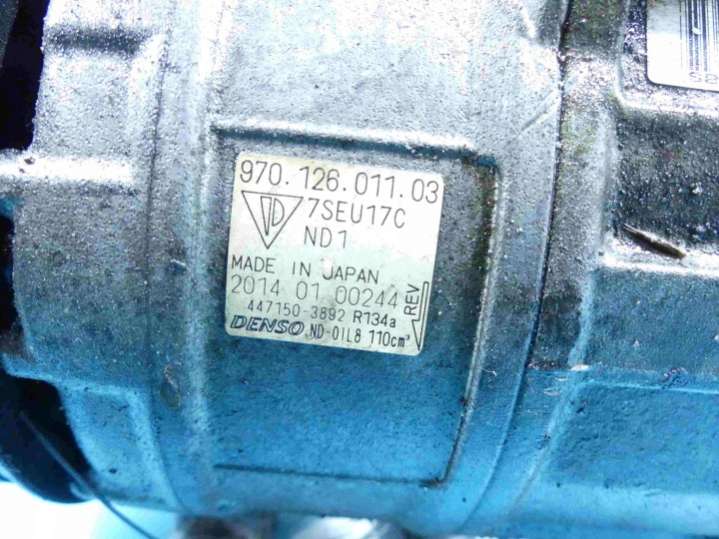 970.126.011.03
7SEU17C
ND1
MADE IN JAPAN
2014 01 00244
REV
447150-3892 R134a
DENSO ND-OIL8 110cm³